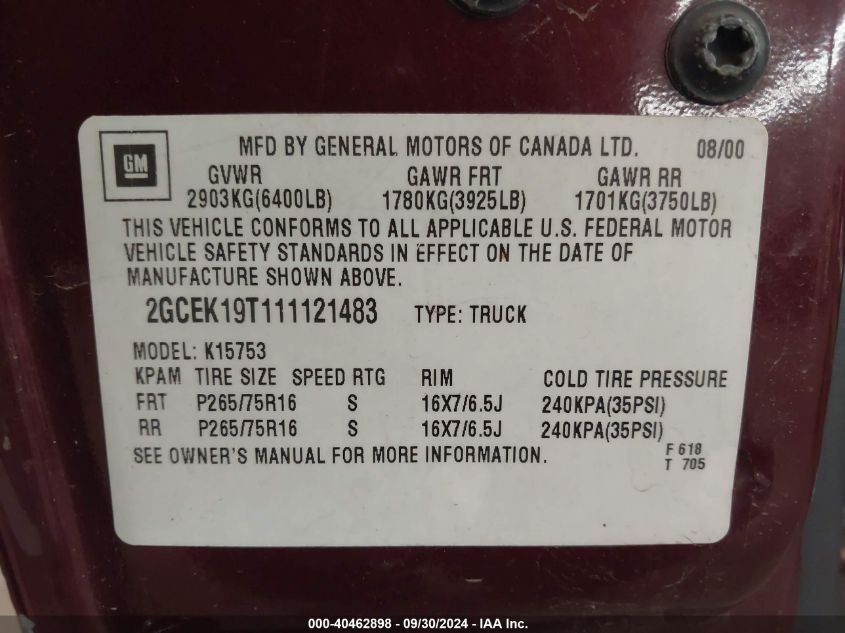 GM
MFD BY GENERAL MOTORS OF CANADA LTD. 08/00
GVWR GAWR FRT GAWR RR
2903KG(6400LB) 1780KG(3925LB) 1701KG(3750LB)
THIS VEHICLE CONFORMS TO ALL APPLICABLE U.S. FEDERAL MOTOR
VEHICLE SAFETY STANDARDS IN EFFECT ON THE DATE OF
MANUFACTURE SHOWN ABOVE.
2GCEK19T111121483 TYPE: TRUCK
MODEL: K15753
KPAM TIRE SIZE SPEED RTG RIM COLD TIRE PRESSURE
FRT P265/75R16 S 16X7/6.5J 240KPA(35PSI)
RR P265/75R16 S 16X7/6.5J 240KPA(35PSI)
SEE OWNER'S MANUAL FOR MORE INFORMATION. F 618
T 705
000-40462898 - 09/30/2024 - IAA Inc.